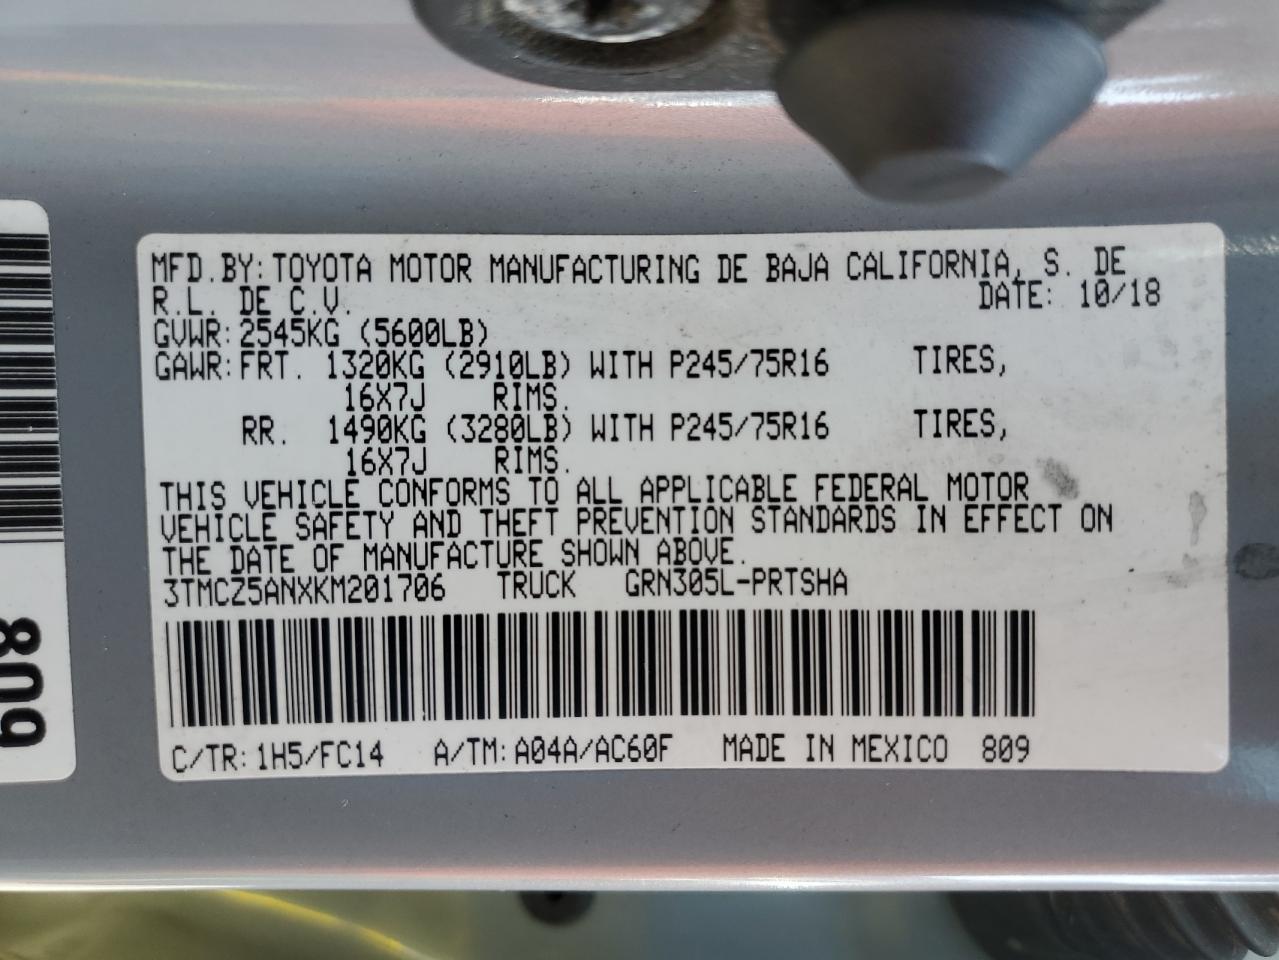 MFD.BY:TOYOTA MOTOR MANUFACTURING DE BAJA CALIFORNIA, S. DE
R.L. DE C.V. DATE: 10/18
GVWR:2545KG (5600LB)
GAWR:FRT. 1320KG (2910LB) WITH P245/75R16 TIRES,
16X7J RIMS.
RR. 1490KG (3280LB) WITH P245/75R16 TIRES,
16X7J RIMS.
THIS VEHICLE CONFORMS TO ALL APPLICABLE FEDERAL MOTOR
VEHICLE SAFETY AND THEFT PREVENTION STANDARDS IN EFFECT ON
THE DATE OF MANUFACTURE SHOWN ABOVE.
3TMCZ5ANXKM201706 TRUCK GRN305L-PRTSHA
C/TR:1H5/FC14 A/TM:A04A/AC60F MADE IN MEXICO 809
809